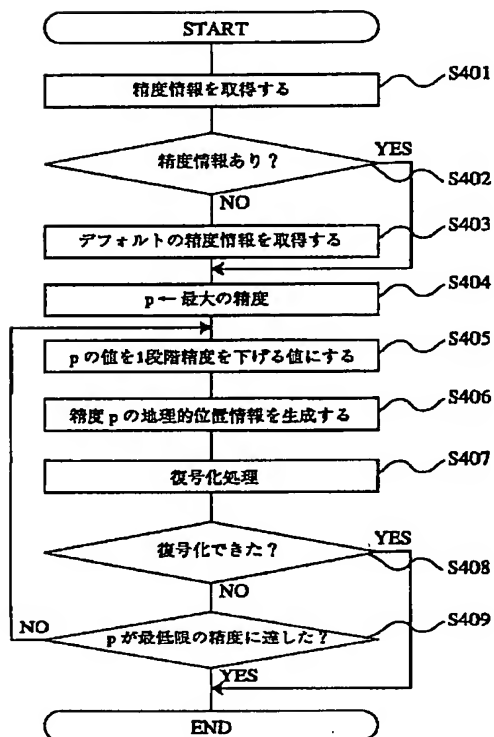 START
精度情報を取得する
S401
精度情報あり?
YES
S402
NO
デフォルトの精度情報を取得する
S403
p←最大の精度
S404
pの値を1段階精度を下げる値にする
S405
精度pの地理的位置情報を生成する
S406
復号化処理
S407
復号化できた?
YES
S408
NO
pが最低限の精度に達した?
NO
S409
YES
END